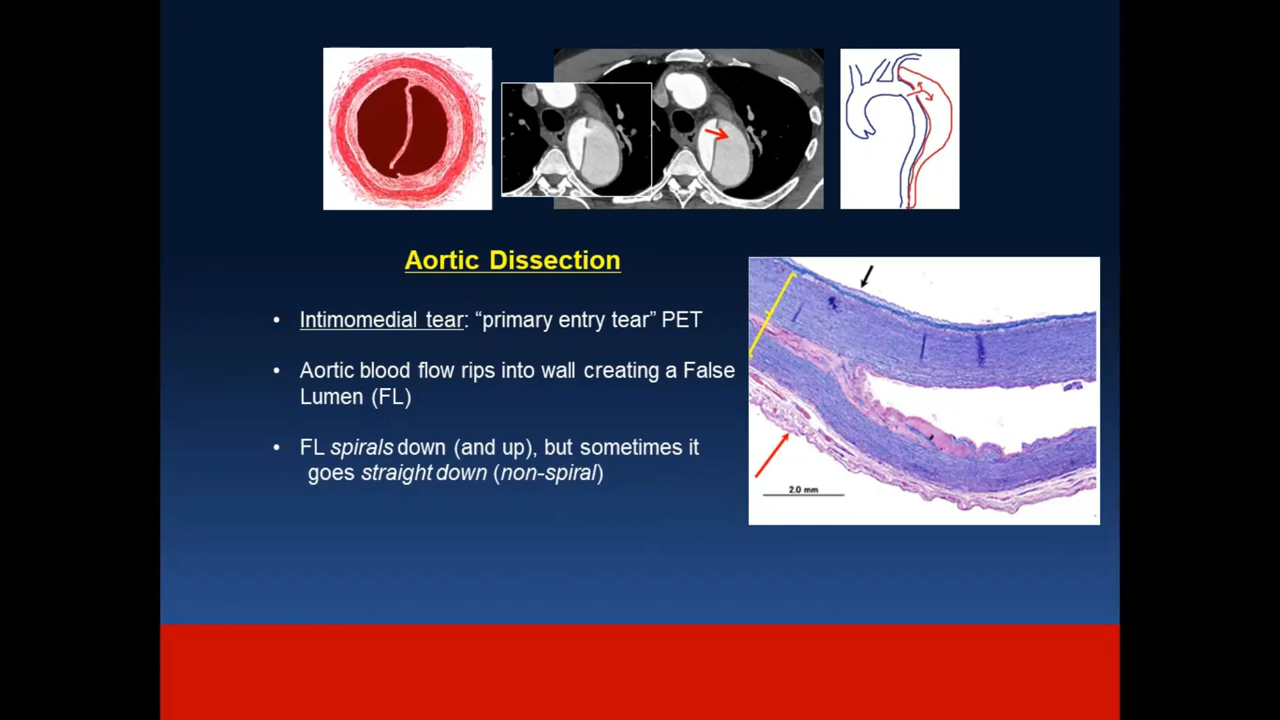 Aortic Dissection
• Intimomedial tear: “primary entry tear” PET
• Aortic blood flow rips into wall creating a False
Lumen (FL)
• FL spirals down (and up), but sometimes it
goes straight down (non-spiral)
2.0 mm